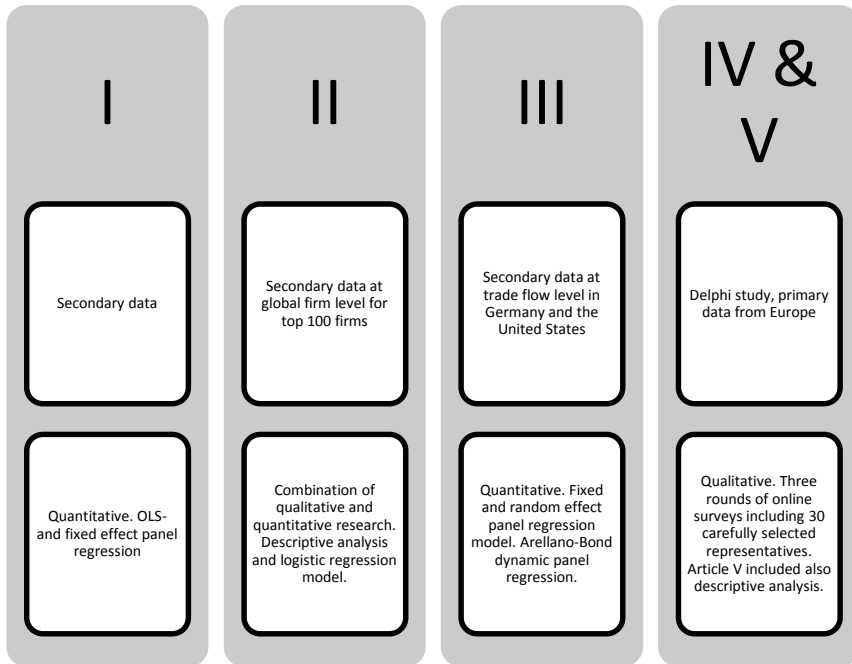 I
II
III
IV &
V
Secondary data
Secondary data at
global firm level for
top 100 firms
Secondary data at
trade flow level in
Germany and the
United States
Delphi study, primary
data from Europe
Quantitative. OLS-
and fixed effect panel
regression
Combination of
qualitative and
quantitative research.
Descriptive analysis
and logistic regression
model.
Quantitative. Fixed
and random effect
panel regression
model. Arellano-Bond
dynamic panel
regression.
Qualitative. Three
rounds of online
surveys including 30
carefully selected
representatives.
Article V included also
descriptive analysis.